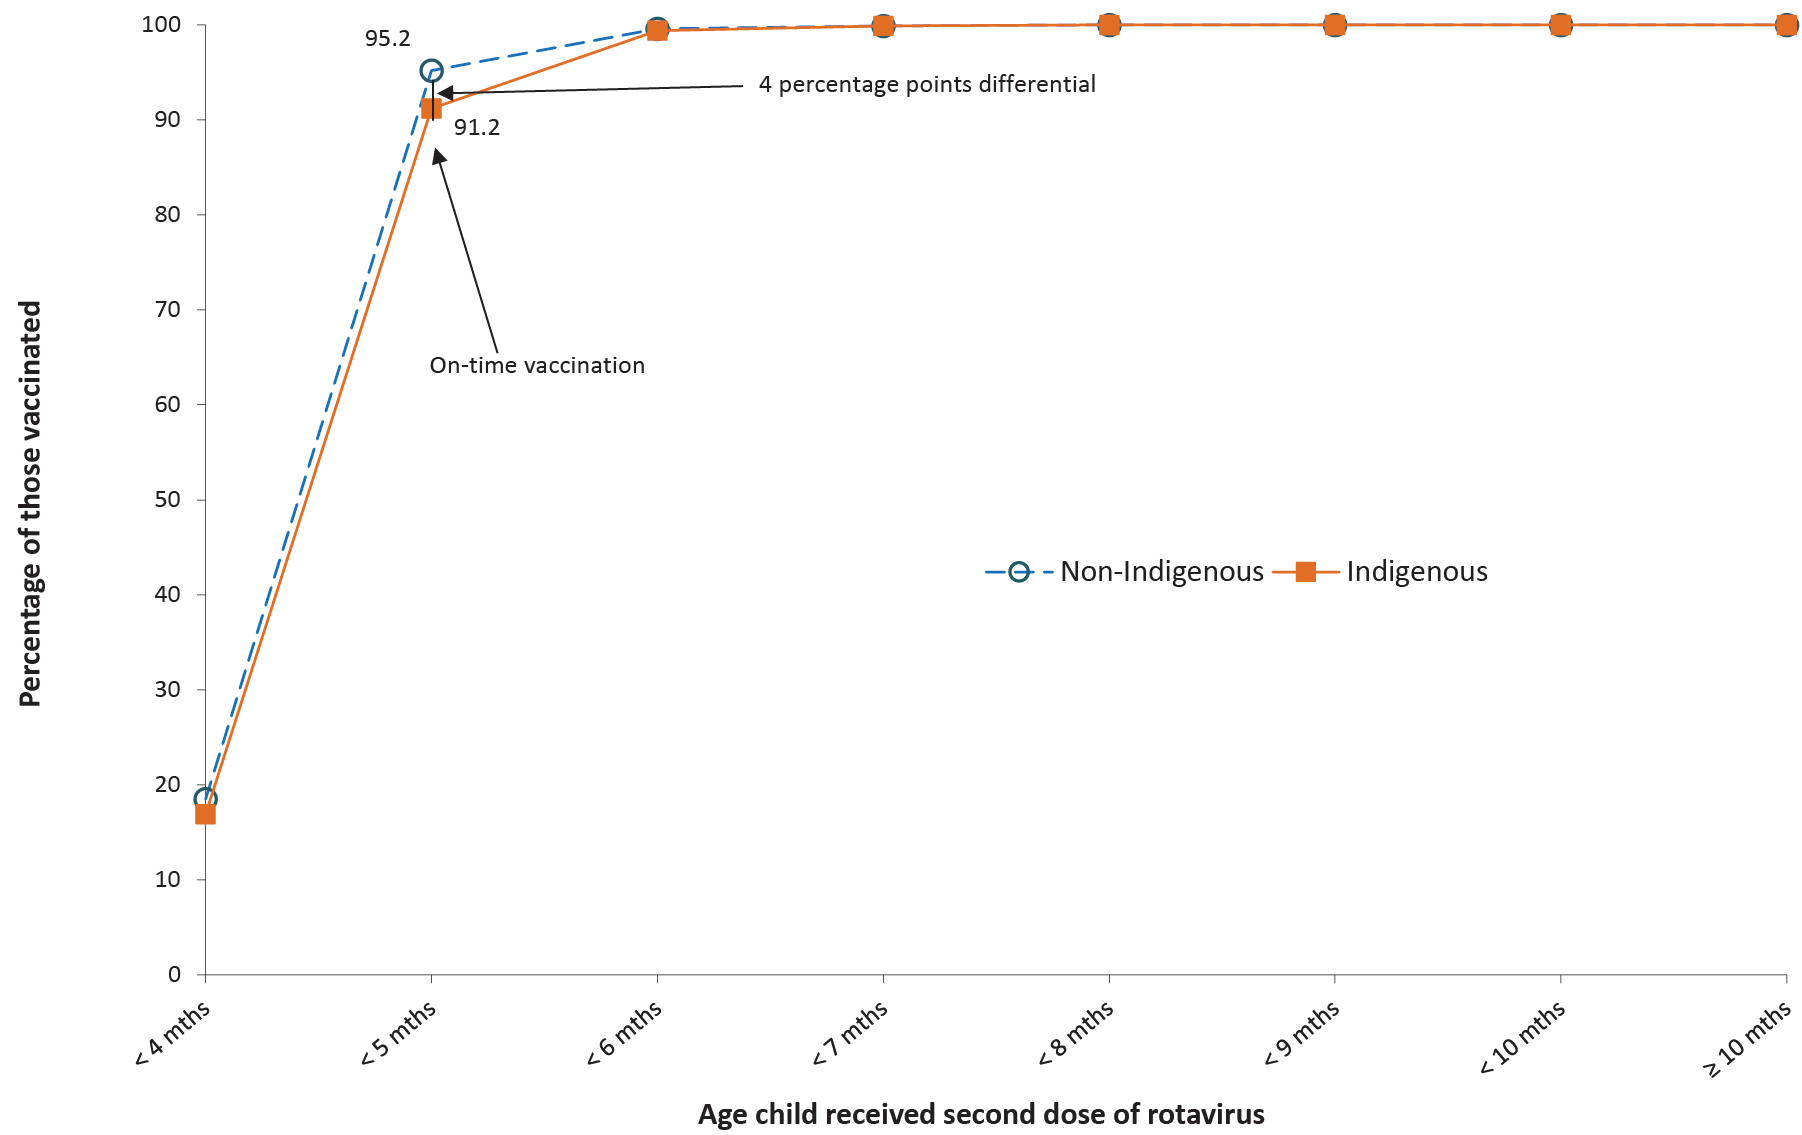 100
95.2
4 percentage points differential
90
91.2
80
70
On-time vaccination
60
50
Non-Indigenous
Indigenous
40
30
20
10
0
Percentage of those vaccinated
< 4 mths
< 5 mths
< 6 mths
< 7 mths
< 8 mths
< 9 mths
< 10 mths
≥ 10 mths
Age child received second dose of rotavirus